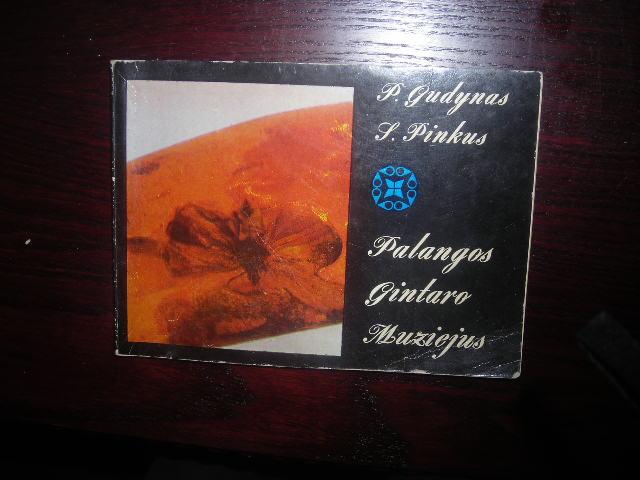 P. Gudynas
S. Pinkus
Palangos
Gintaro
Muziejus